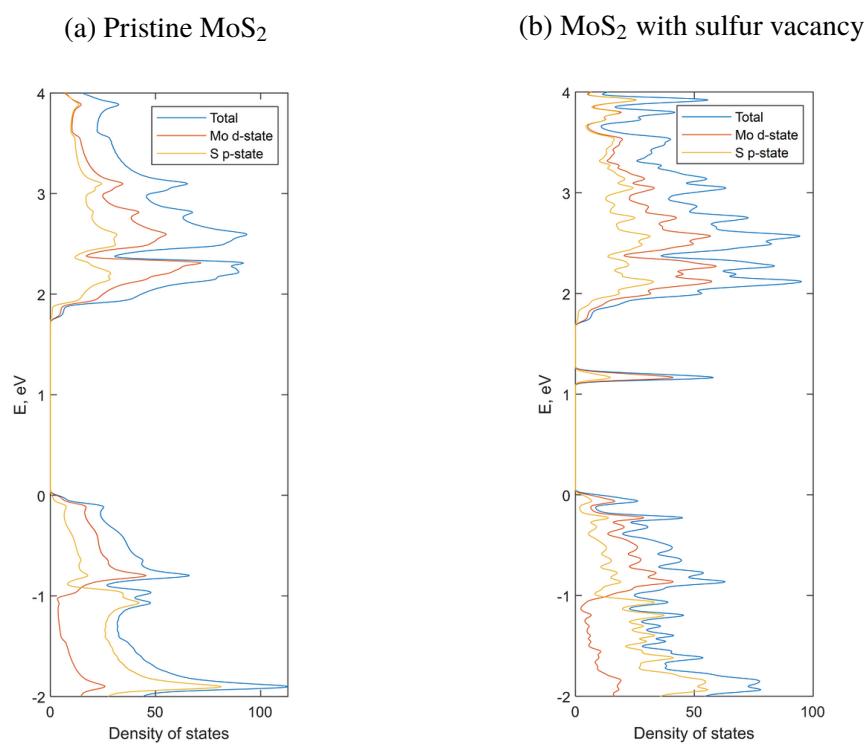 (a) Pristine MoS₂
(b) MoS₂ with sulfur vacancy
4
3
2
1
0
-1
-2
E, eV
0
50
100
Density of states
Total
Mo d-state
S p-state
4
3
2
1
0
-1
-2
E, eV
0
50
100
Density of states
Total
Mo d-state
S p-state